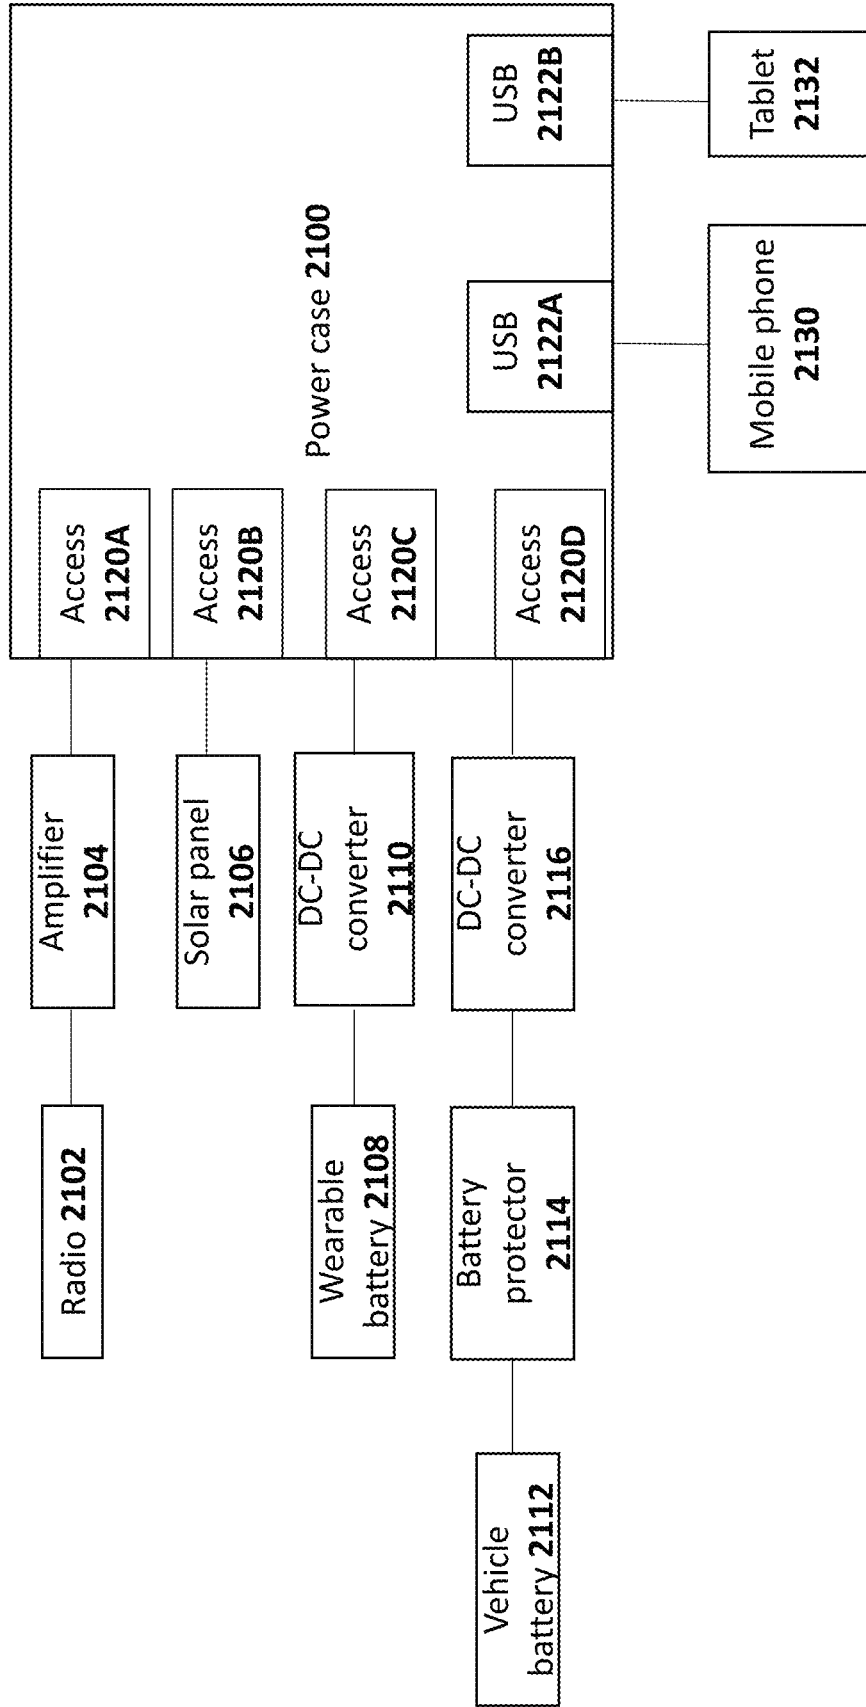 Radio 2102
Amplifier
2104
Access
2120A
Solar panel
2106
Access
2120B
Wearable
battery 2108
DC-DC
converter
2110
Access
2120C
Vehicle
battery 2112
Battery
protector
2114
DC-DC
converter
2116
Access
2120D
Power case 2100
USB
2122A
USB
2122B
Mobile phone
2130
Tablet
2132